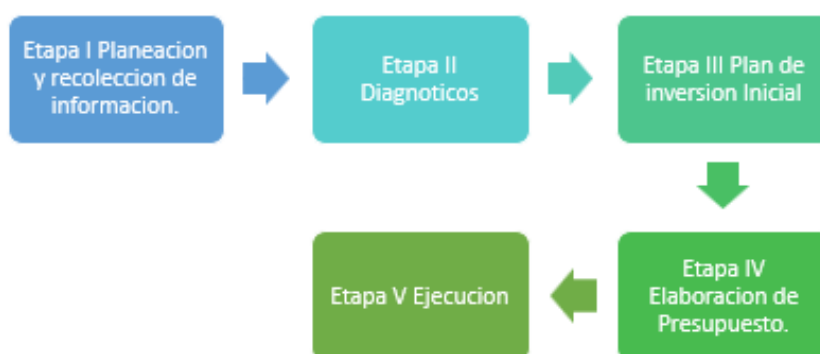 Etapa I Planeacion
y recoleccion de
informacion.
Etapa II
Diagnoticos
Etapa III Plan de
inversion Inicial
Etapa IV
Elaboracion de
Presupuesto.
Etapa V Ejecucion